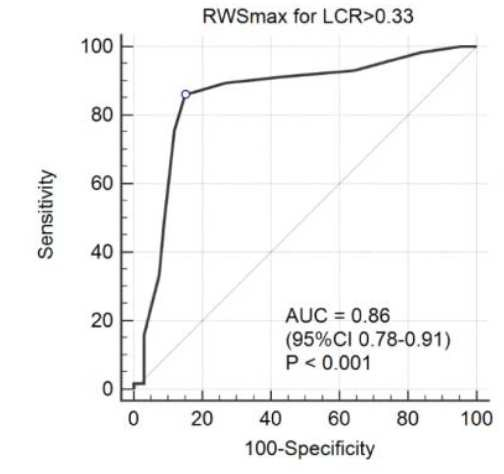 RWSmax for LCR>0.33
100
80
60
40
20
0
Sensitivity
AUC = 0.86
(95%CI 0.78-0.91)
P < 0.001
0 20 40 60 80 100
100-Specificity